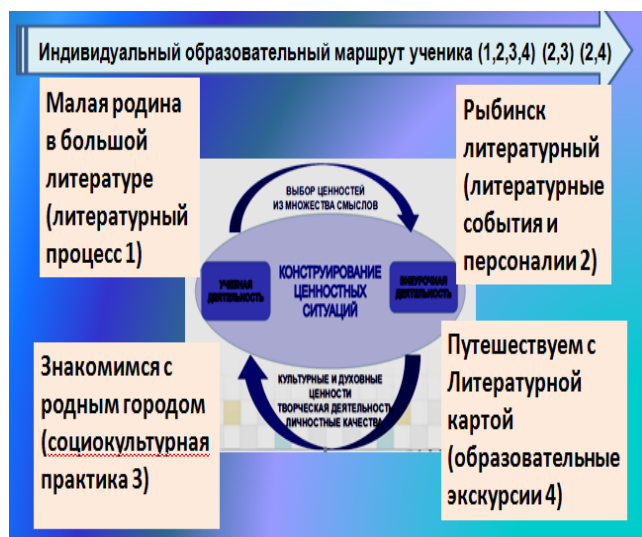 Индивидуальный образовательный маршрут ученика (1,2,3,4) (2,3) (2,4)
Малая родина
в большой
литературе
(литературный
процесс 1)
Рыбинск
литературный
(литературные
события и
персоналии 2)
ВЫБОР ЦЕННОСТЕЙ
ИЗ МНОЖЕСТВА СМЫСЛОВ
УЧЕБНАЯ
ДЕЯТЕЛЬНОСТЬ
КОНСТРУИРОВАНИЕ
ЦЕННОСТНЫХ
СИТУАЦИЙ
ВНЕУРОЧНАЯ
ДЕЯТЕЛЬНОСТЬ
КУЛЬТУРНЫЕ И ДУХОВНЫЕ
ЦЕННОСТИ
ТВОРЧЕСКАЯ ДЕЯТЕЛЬНОСТЬ
ЛИЧНОСТНЫЕ КАЧЕСТВА
Знакомимся с
родным городом
(социокультурная
практика 3)
Путешествуем с
Литературной
картой
(образовательные
экскурсии 4)